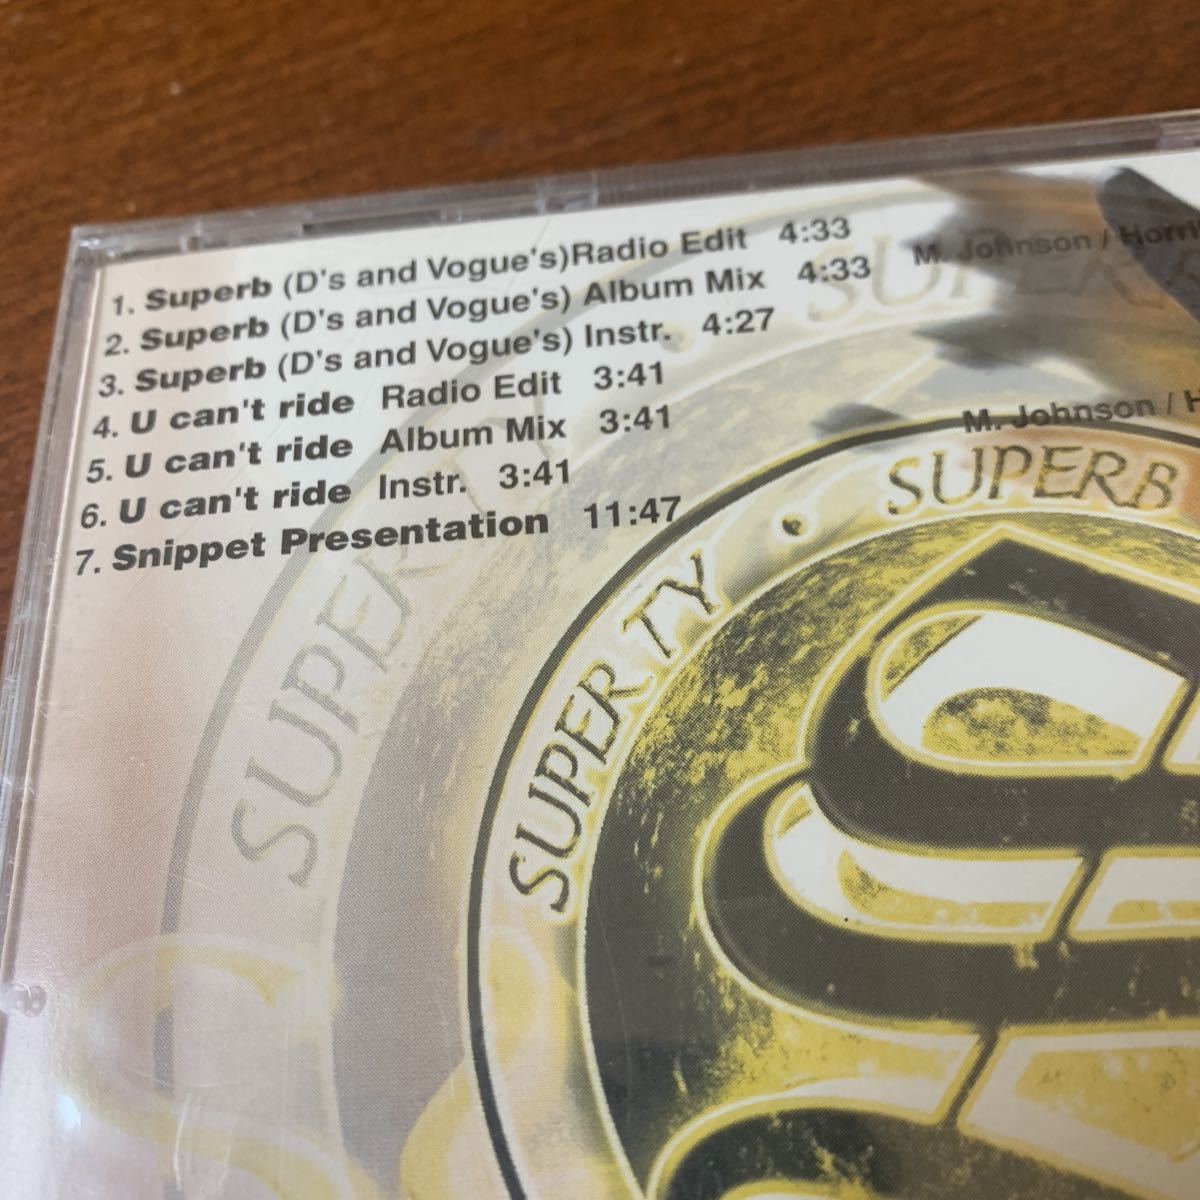 1. Superb (D's and Vogue's)Radio Edit 4:33
2. Superb (D's and Vogue's) Album Mix 4:33 M. Johnson /
3. Superb (D's and Vogue's) Instr. 4:27
4. U can't ride Radio Edit 3:41
5. U can't ride Album Mix 3:41 M. Johnson /
6. U can't ride Instr. 3:41
7. Snippet Presentation 11:47
SUPERB
SUPER TY
SUPERB
SUPER TY